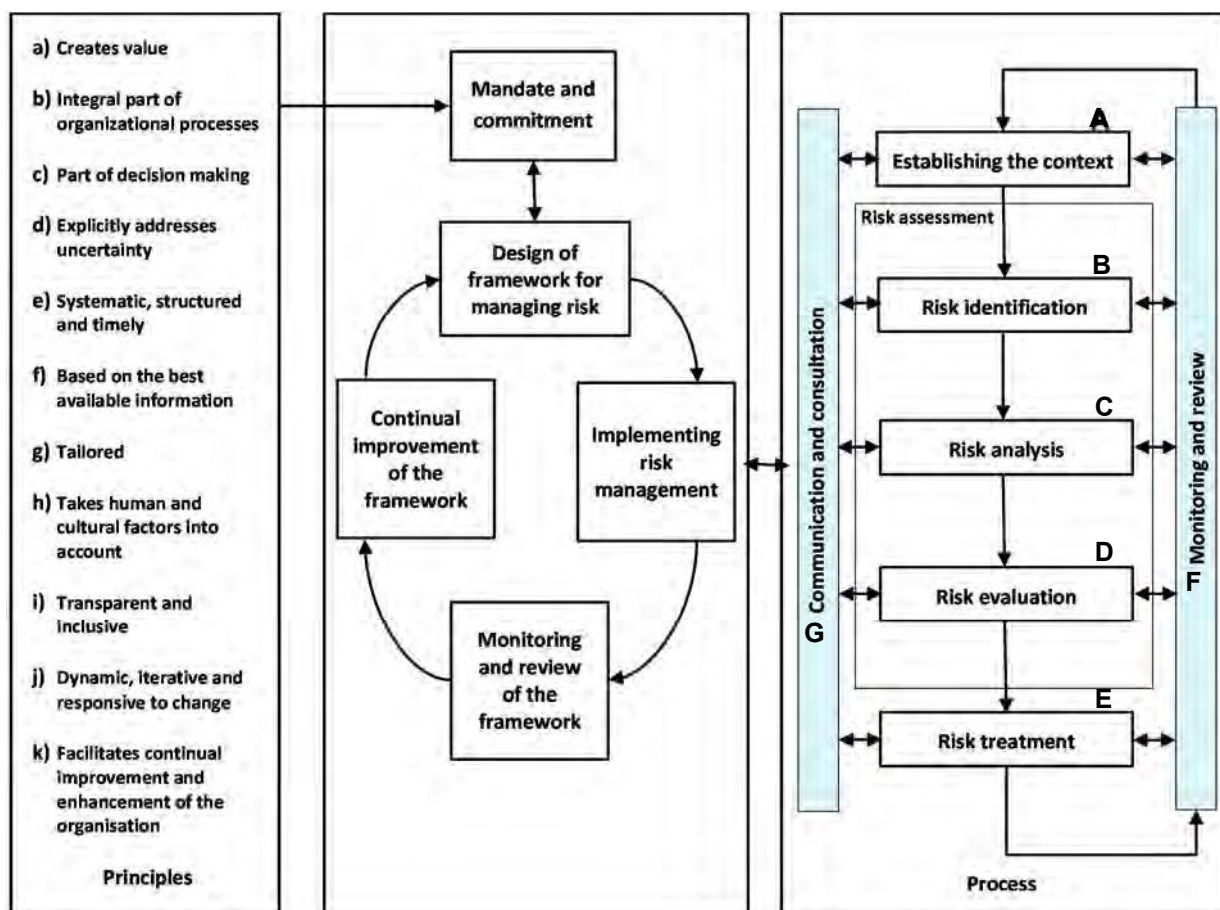 a) Creates value
b) Integral part of
organizational processes
c) Part of decision making
d) Explicitly addresses
uncertainty
e) Systematic, structured
and timely
f) Based on the best
available information
g) Tailored
h) Takes human and
cultural factors into
account
i) Transparent and
inclusive
j) Dynamic, iterative and
responsive to change
k) Facilitates continual
improvement and
enhancement of the
organisation
Principles
Mandate and
commitment
Design of
framework for
managing risk
Continual
improvement
of the
framework
Implementing
risk
management
Monitoring
and review
of the
framework
A
Establishing the context
Risk assessment
B
Risk identification
C
Risk analysis
D
Risk evaluation
E
Risk treatment
G Communication and consultation
F Monitoring and review
Process